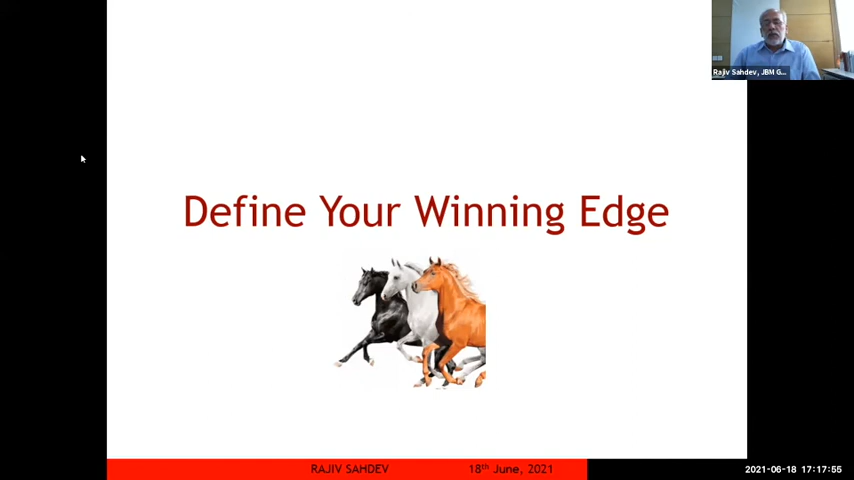 Rajiv Sahdev, JBM G...
Define Your Winning Edge
RAJIV SAHDEV 18th June, 2021
2021-06-18 17:17:55